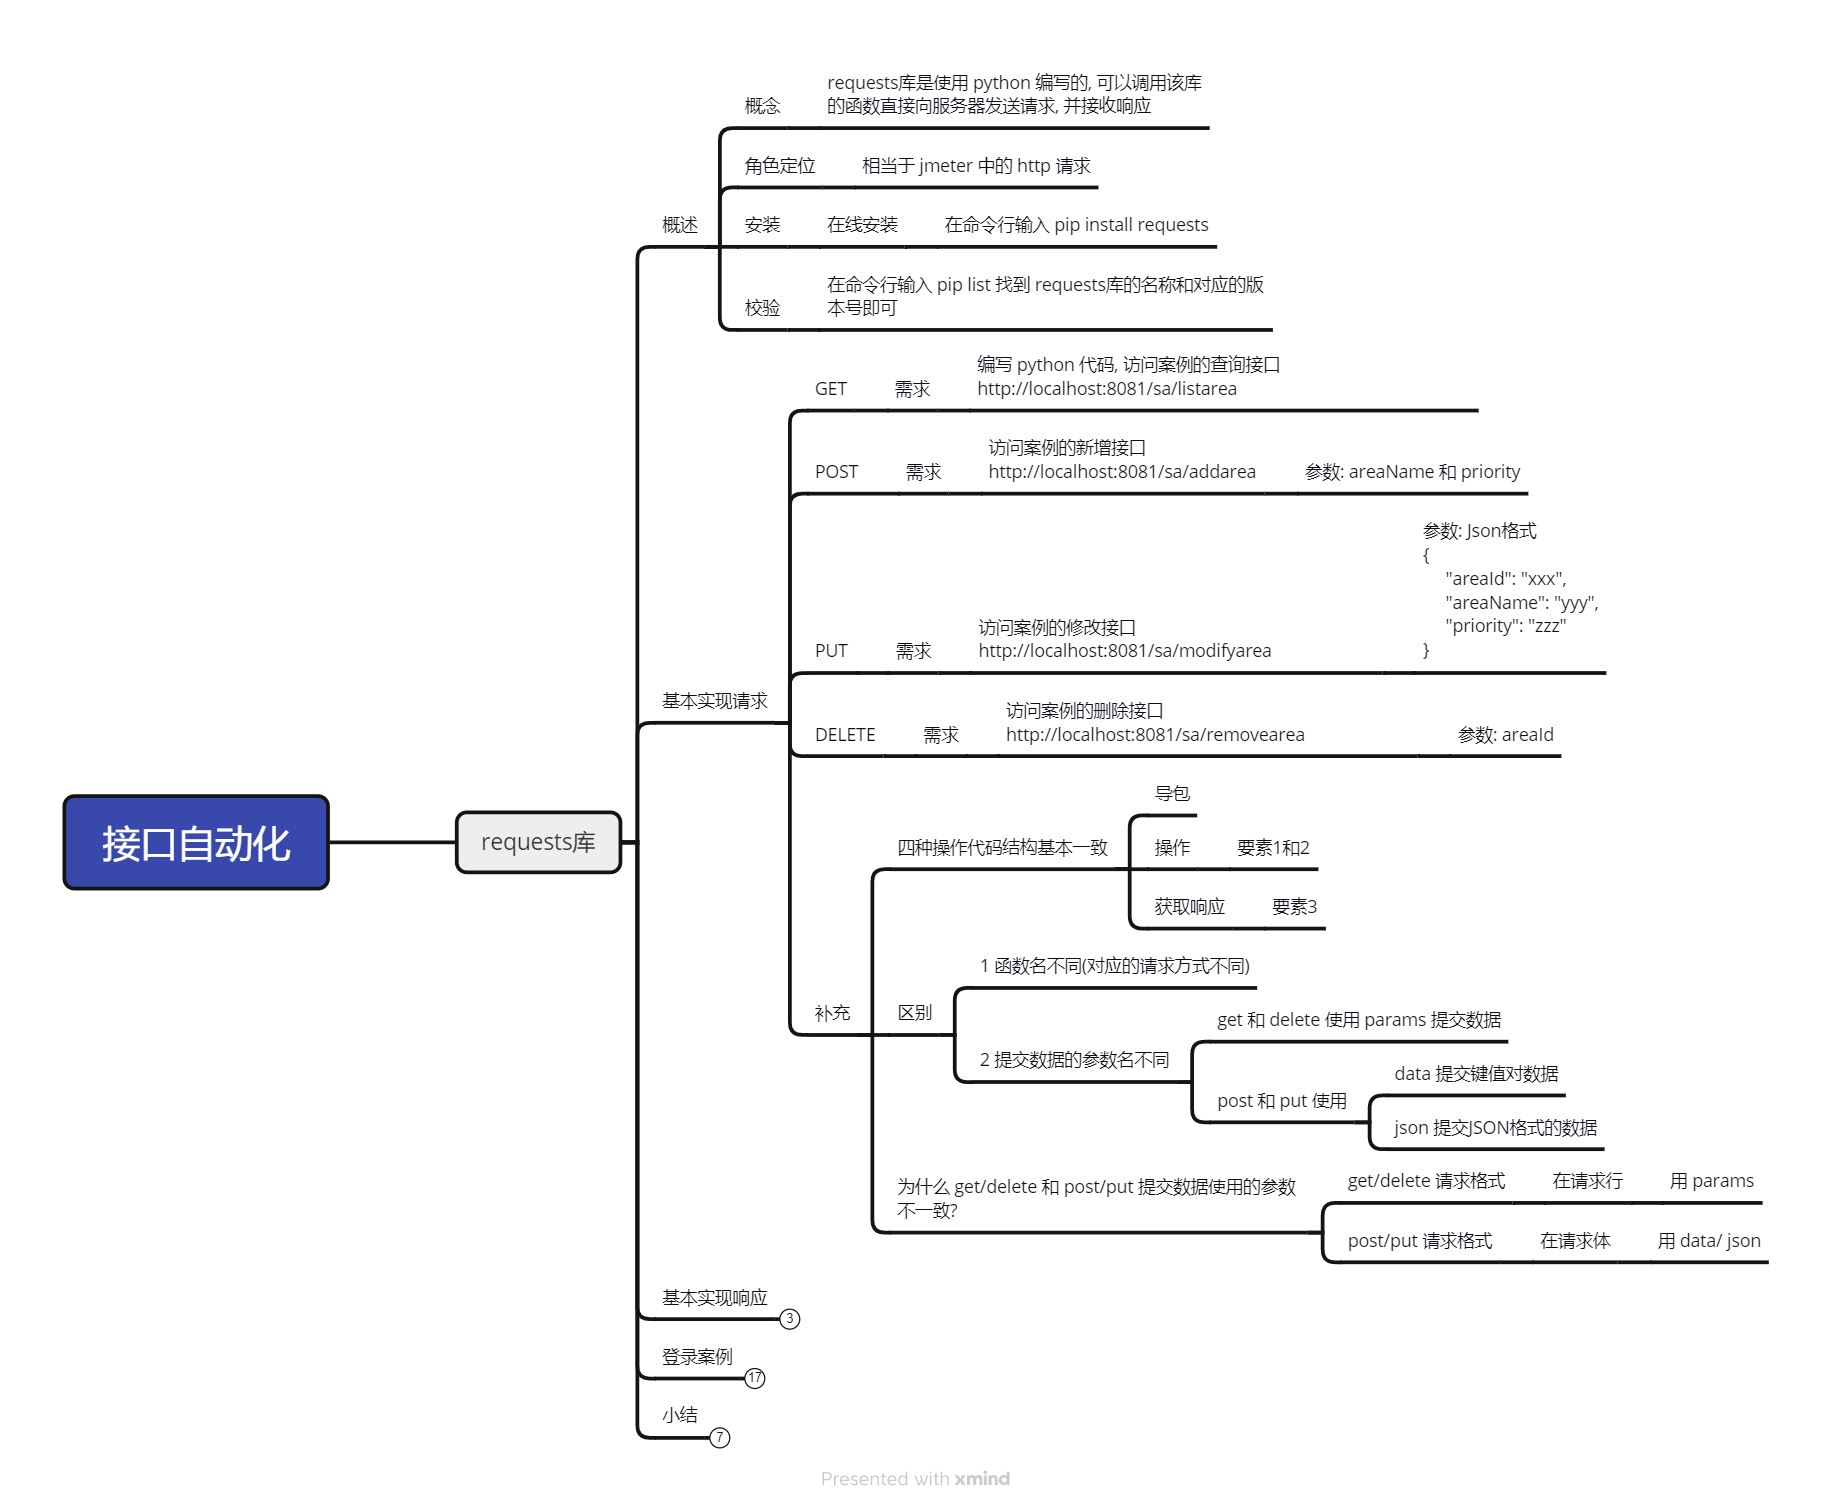 接口自动化
requests库
概述
概念
requests库是使用 python 编写的, 可以调用该库
的函数直接向服务器发送请求, 并接收响应
角色定位
相当于 jmeter 中的 http 请求
安装
在线安装
在命令行输入 pip install requests
校验
在命令行输入 pip list 找到 requests库的名称和对应的版
本号即可
基本实现请求
GET
需求
编写 python 代码, 访问案例的查询接口
http://localhost:8081/sa/listarea
POST
需求
访问案例的新增接口
http://localhost:8081/sa/addarea
参数: areaName 和 priority
PUT
需求
访问案例的修改接口
http://localhost:8081/sa/modifyarea
参数: Json格式
{
"areaId": "xxx",
"areaName": "yyy",
"priority": "zzz"
}
DELETE
需求
访问案例的删除接口
http://localhost:8081/sa/removearea
参数: areaId
补充
四种操作代码结构基本一致
导包
操作
要素1和2
获取响应
要素3
区别
1 函数名不同(对应的请求方式不同)
2 提交数据的参数名不同
get 和 delete 使用 params 提交数据
post 和 put 使用
data 提交键值对数据
json 提交JSON格式的数据
为什么 get/delete 和 post/put 提交数据使用的参数
不一致?
get/delete 请求格式
在请求行
用 params
post/put 请求格式
在请求体
用 data/ json
基本实现响应
3
登录案例
17
小结
7
Presented with xmind